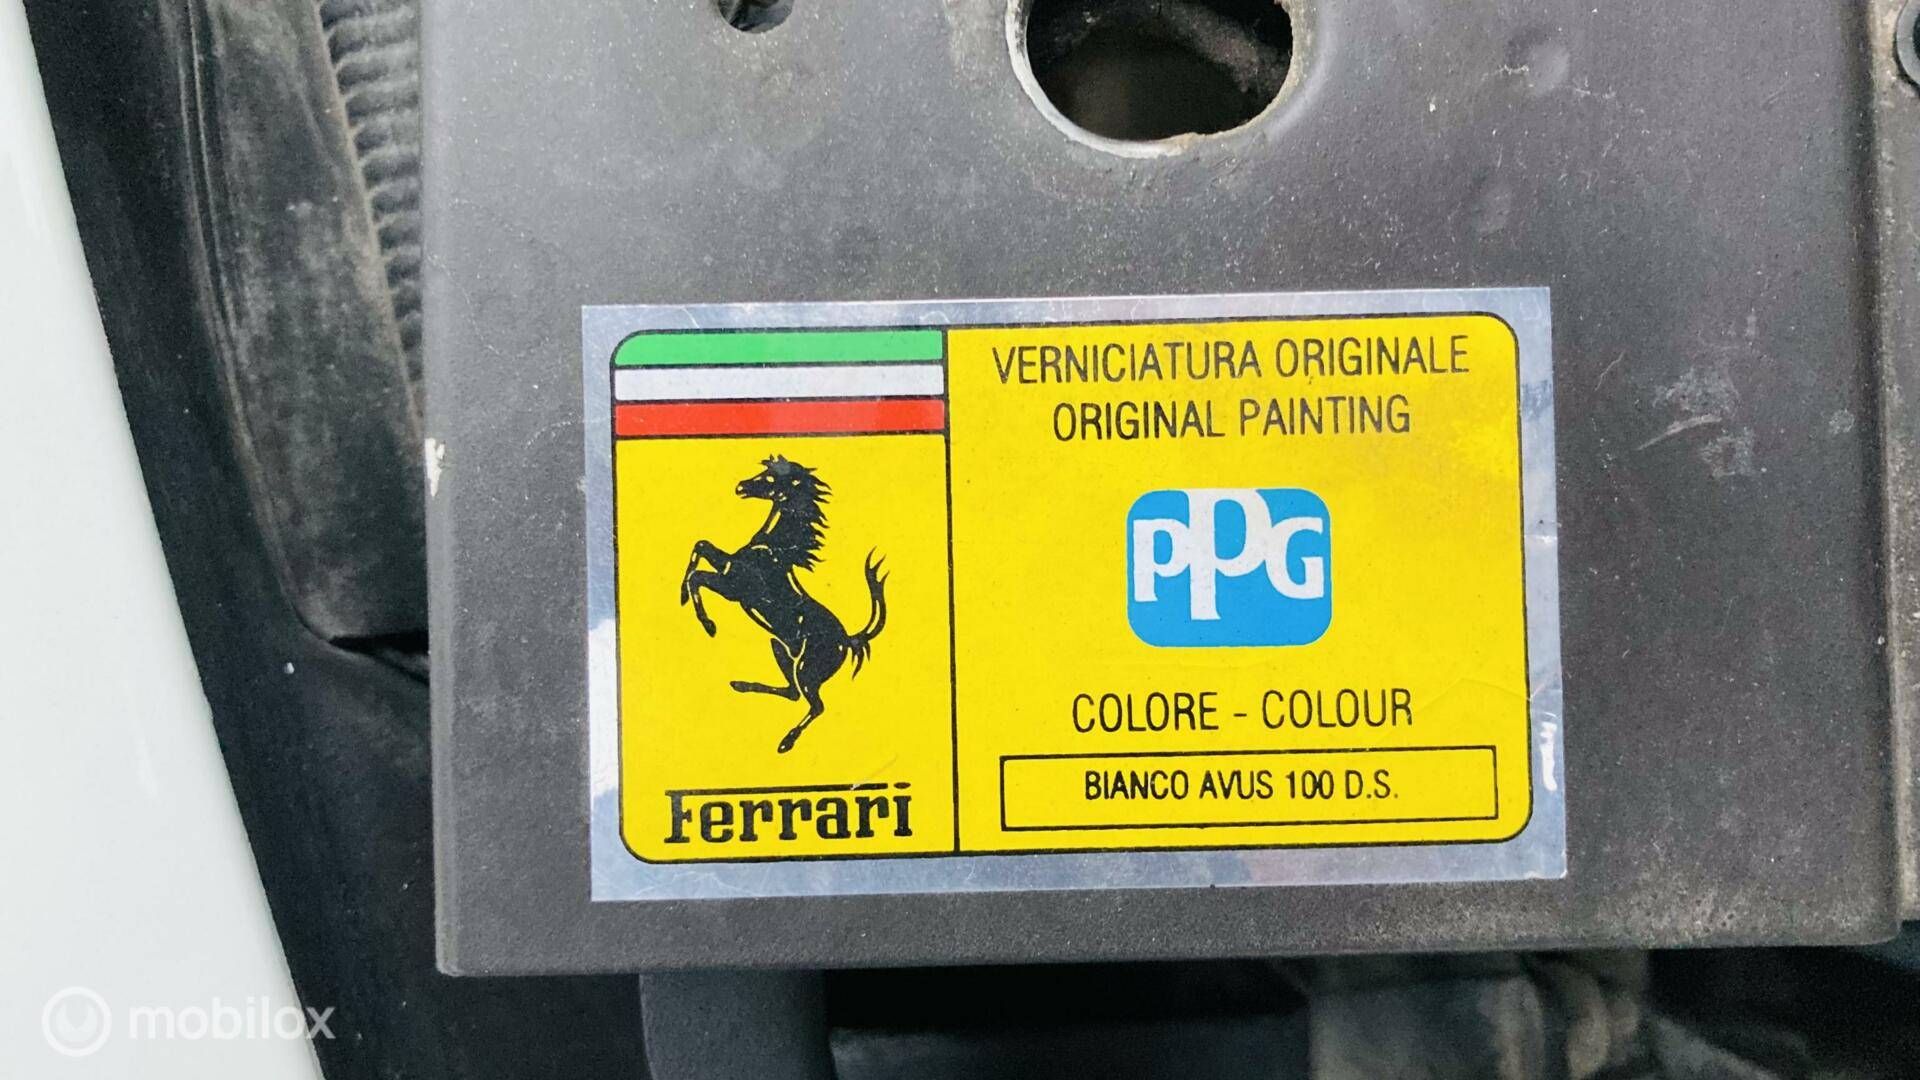 VERNICIATURA ORIGINALE
ORIGINAL PAINTING
PPG
COLORE - COLOUR
BIANCO AVUS 100 D.S.
Ferrari
mobilox